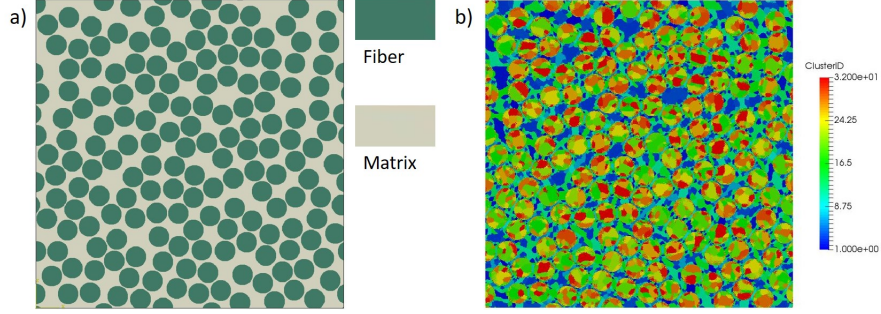 a)
Fiber
Matrix
b)
ClusterID
3.200e+01
24.25
16.5
8.75
1.000e+00